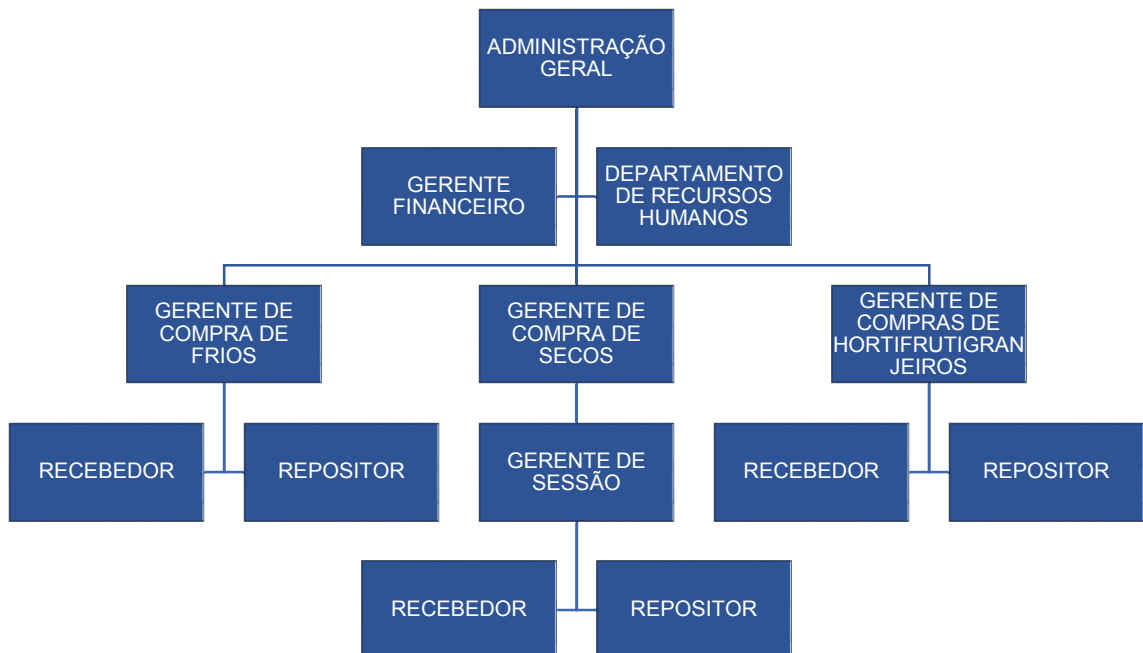 ADMINISTRAÇÃO
GERAL
GERENTE
FINANCEIRO
DEPARTAMENTO
DE RECURSOS
HUMANOS
GERENTE DE
COMPRA DE
FRIOS
GERENTE DE
COMPRA DE
SECOS
GERENTE DE
COMPRAS DE
HORTIFRUTIGRAN
JEIROS
RECEBEDOR
REPOSITOR
GERENTE DE
SESSÃO
RECEBEDOR
REPOSITOR
RECEBEDOR
REPOSITOR